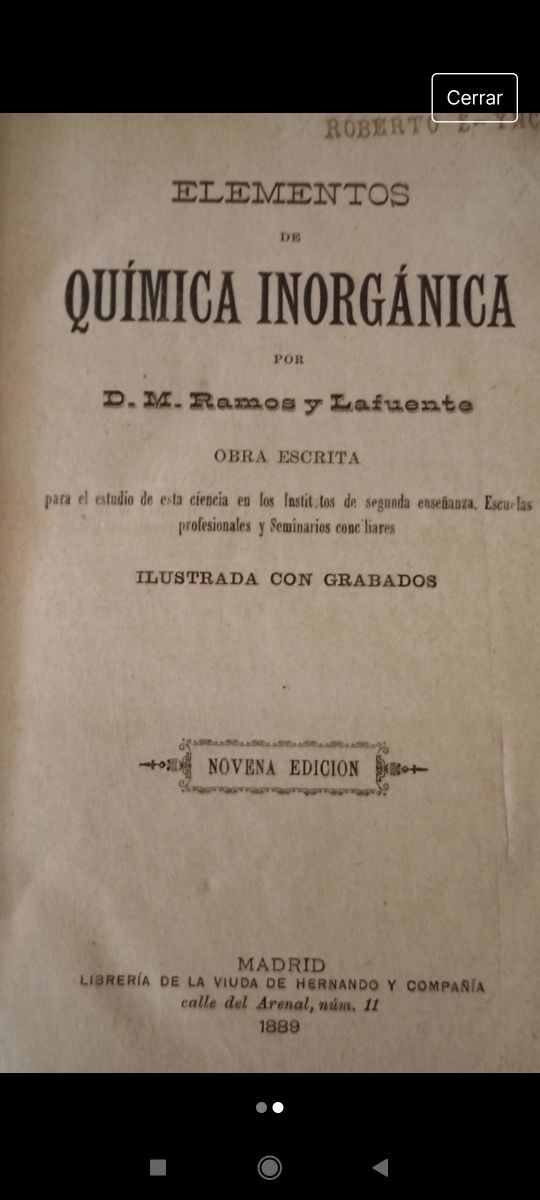 Cerrar
ROBERTO
ELEMENTOS
DE
QUÍMICA INORGÁNICA
POR
D. M. Ramos y Lafuente
OBRA ESCRITA
para el estudio de esta ciencia en los Institutos de segunda enseñanza, Escuelas
profesionales y Seminarios conciliares
ILUSTRADA CON GRABADOS
NOVENA EDICION
MADRID
LIBRERÍA DE LA VIUDA DE HERNANDO Y COMPAÑÍA
calle del Arenal, núm. 11
1889